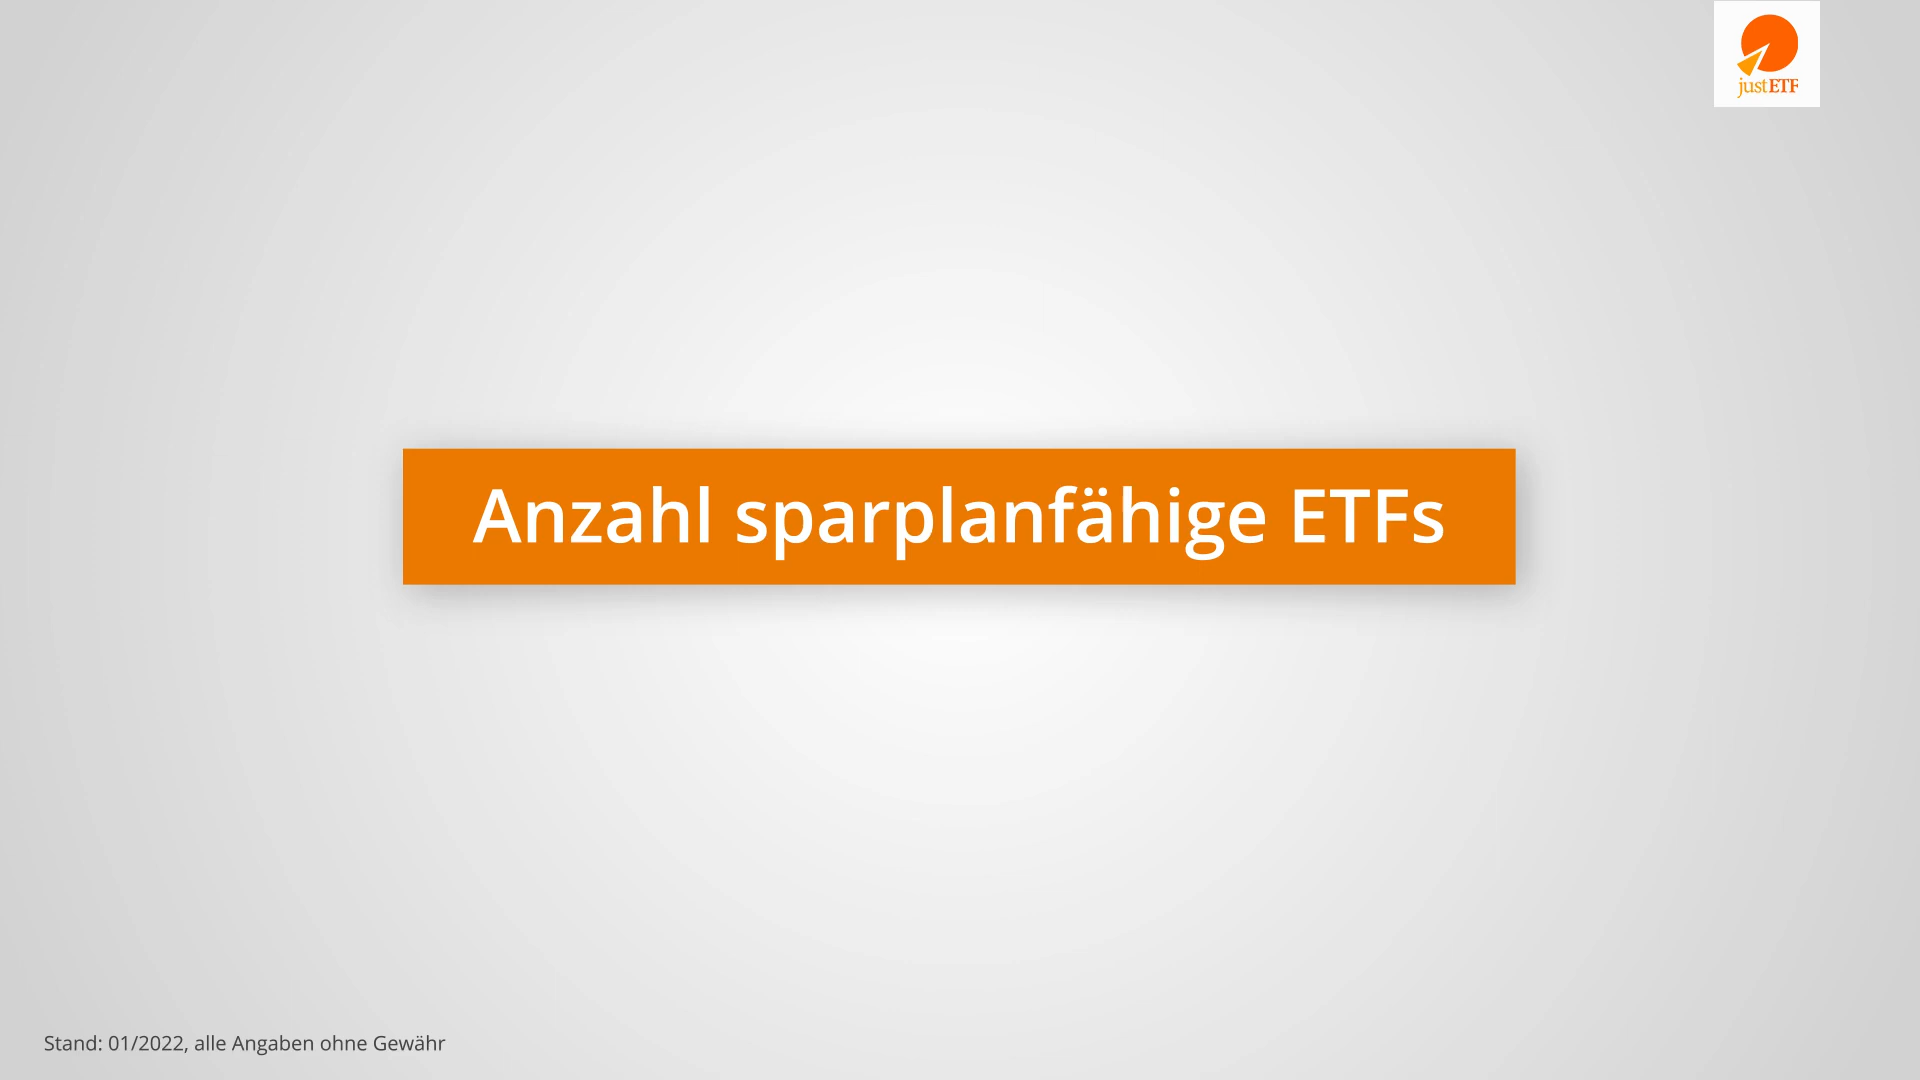 justETF
Anzahl sparplanfähige ETFs
Stand: 01/2022, alle Angaben ohne Gewähr